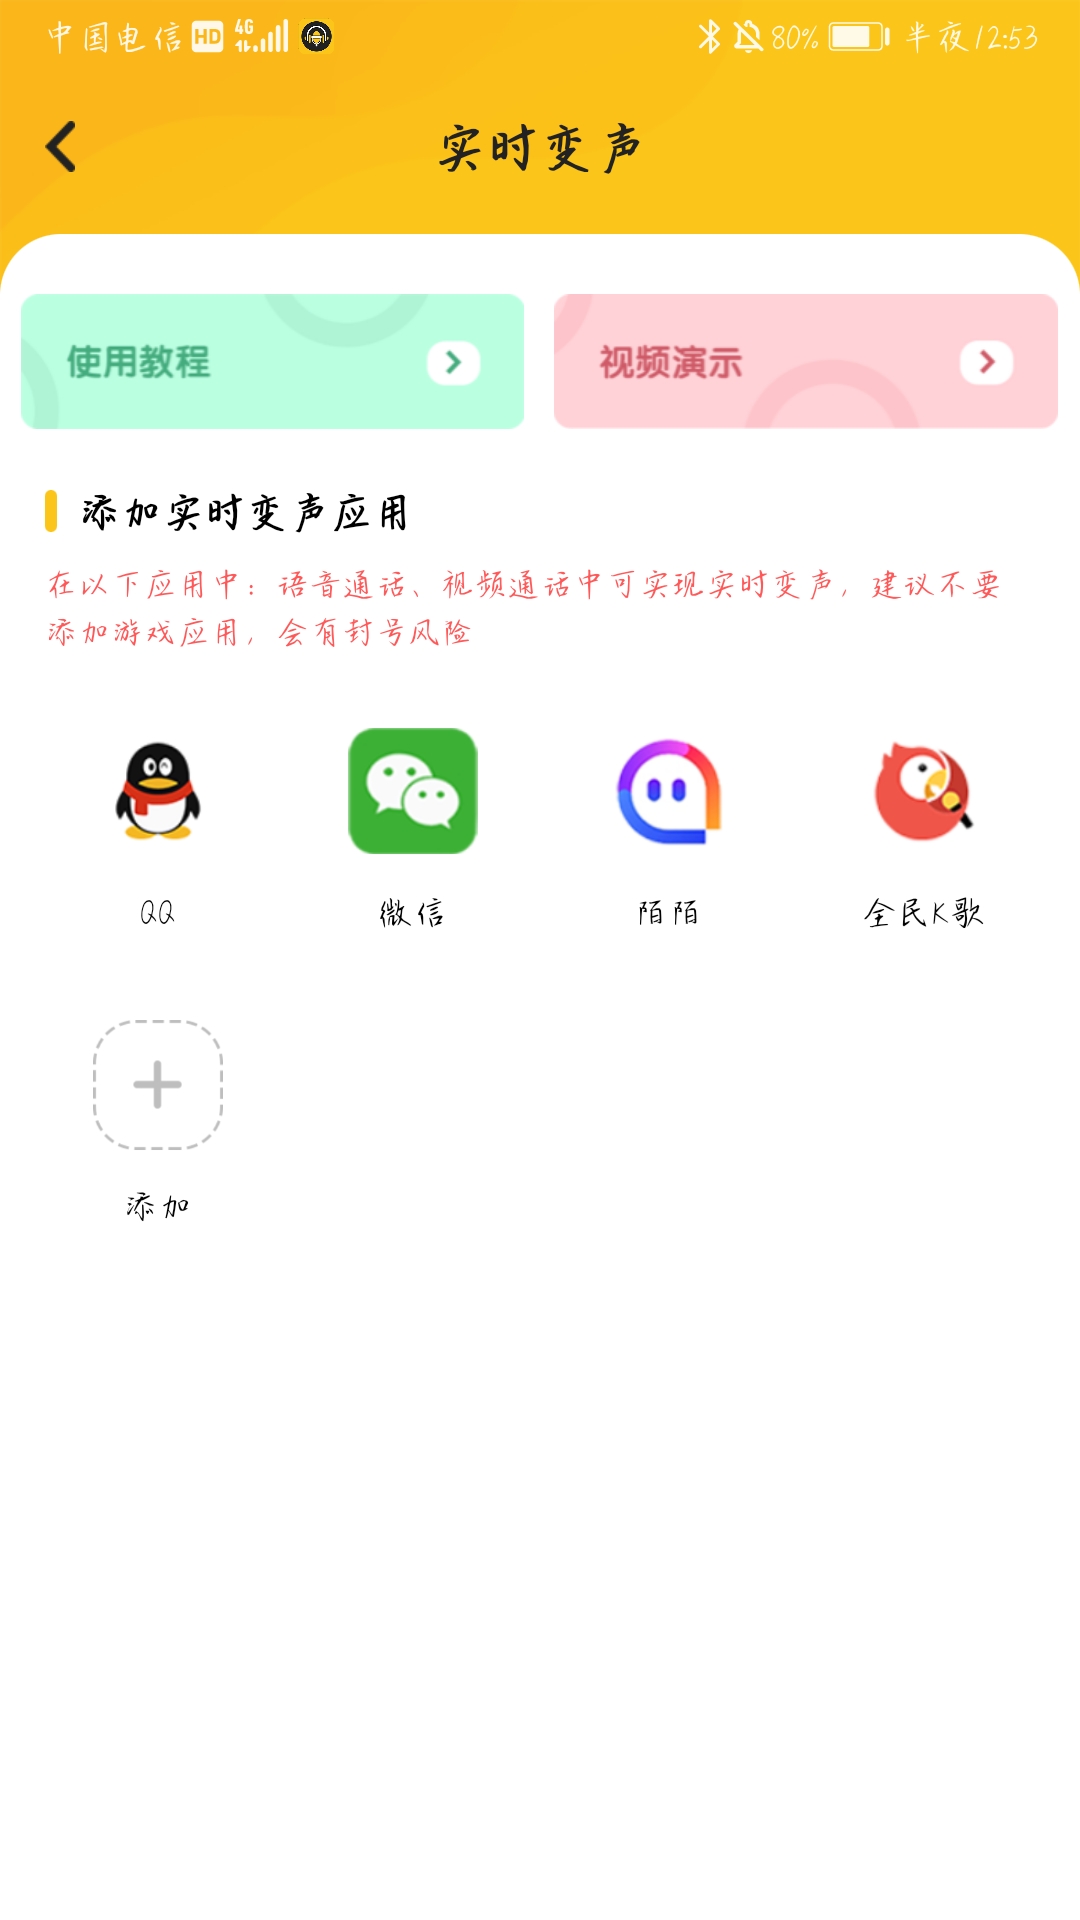 中国电信 HD 4G 80% 半夜12:53
实时变声
使用教程 视频演示
添加实时变声应用
在以下应用中：语音通话、视频通话中可实现实时变声，建议不要
添加游戏应用，会有封号风险
QQ 微信 陌陌 全民K歌
添加